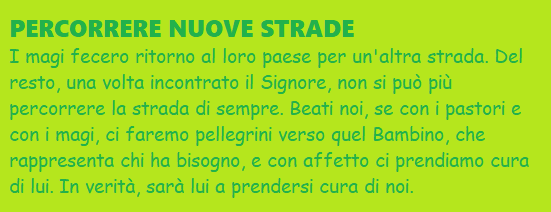 PERCORRERE NUOVE STRADE
I magi fecero ritorno al loro paese per un'altra strada. Del
resto, una volta incontrato il Signore, non si può più
percorrere la strada di sempre. Beati noi, se con i pastori e
con i magi, ci faremo pellegrini verso quel Bambino, che
rappresenta chi ha bisogno, e con affetto ci prendiamo cura
di lui. In verità, sarà lui a prendersi cura di noi.